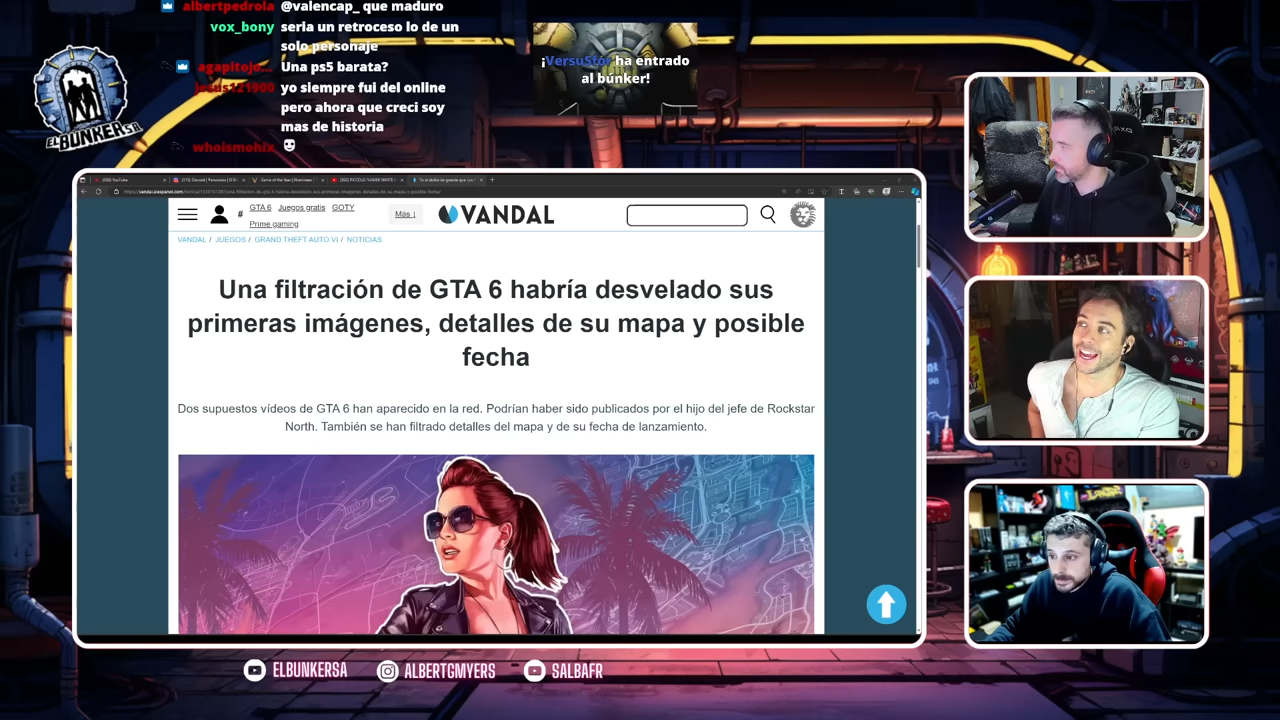 albertpedrola @valencap_ que maduro
vox_bony seria un retroceso lo de un
solo personaje
agapitojo... Una ps5 barata?
jesus121900 yo siempre fui del online
pero ahora que creci soy
mas de historia
whoismohix
¡VersuStar ha entrado
al búnker!
ELBUNKERSA
GTA 6 Juegos gratis GOTY
#
Prime gaming
Más ↓
VANDAL
VANDAL / JUEGOS / GRAND THEFT AUTO VI / NOTICIAS
Una filtración de GTA 6 habría desvelado sus
primeras imágenes, detalles de su mapa y posible
fecha
Dos supuestos vídeos de GTA 6 han aparecido en la red. Podrían haber sido publicados por el hijo del jefe de Rockstar
North. También se han filtrado detalles del mapa y de su fecha de lanzamiento.
ELBUNKERSA
ALBERTGMYERS
SALBAFR